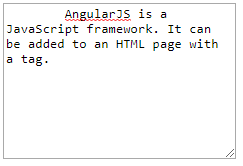 AngularJS is a
JavaScript framework. It can
be added to an HTML page with
a tag.